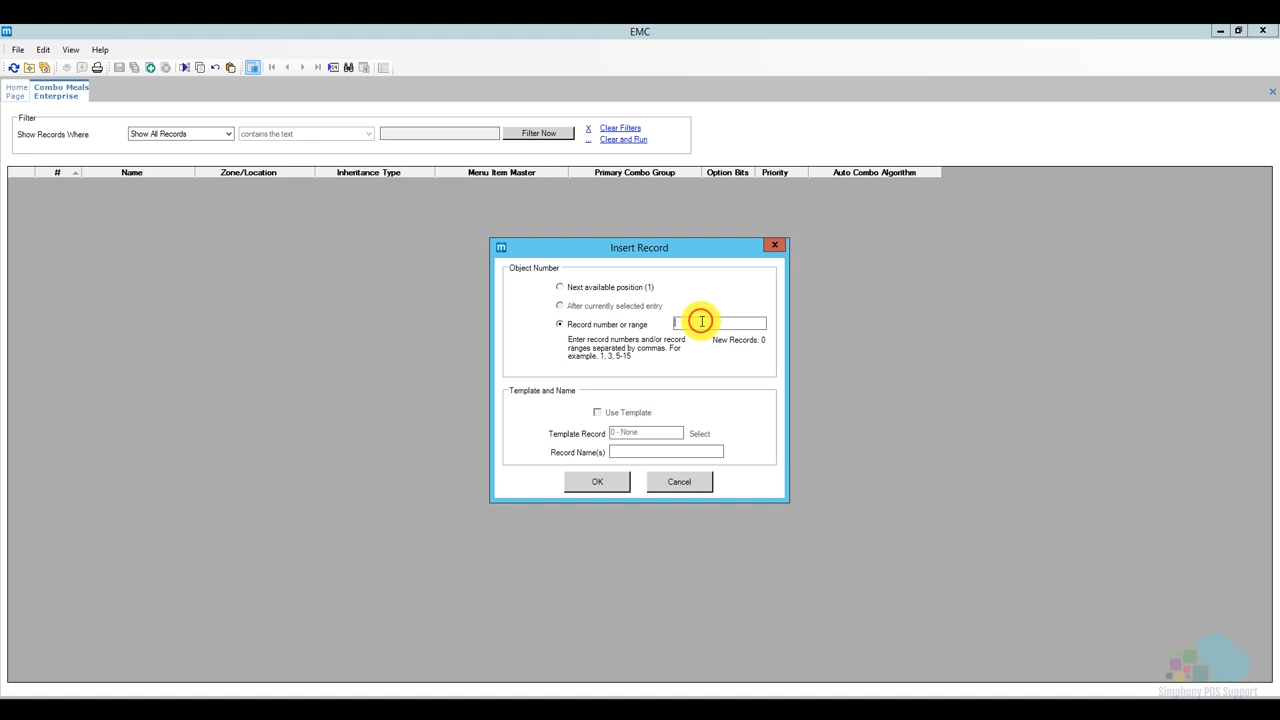 EMC
File Edit View Help
Home Page
Combo Meals Enterprise
Filter
Show Records Where
Show All Records
contains the text
Filter Now
X Clear Filters
... Clear and Run
# Name Zone/Location Inheritance Type Menu Item Master Primary Combo Group Option Bits Priority Auto Combo Algorithm
Insert Record
Object Number
Next available position (1)
After currently selected entry
Record number or range
Enter record numbers and/or record
ranges separated by commas. For
example, 1, 3, 5-15
New Records: 0
Template and Name
Use Template
Template Record 0 - None Select
Record Name(s)
OK Cancel
Simphony POS Support